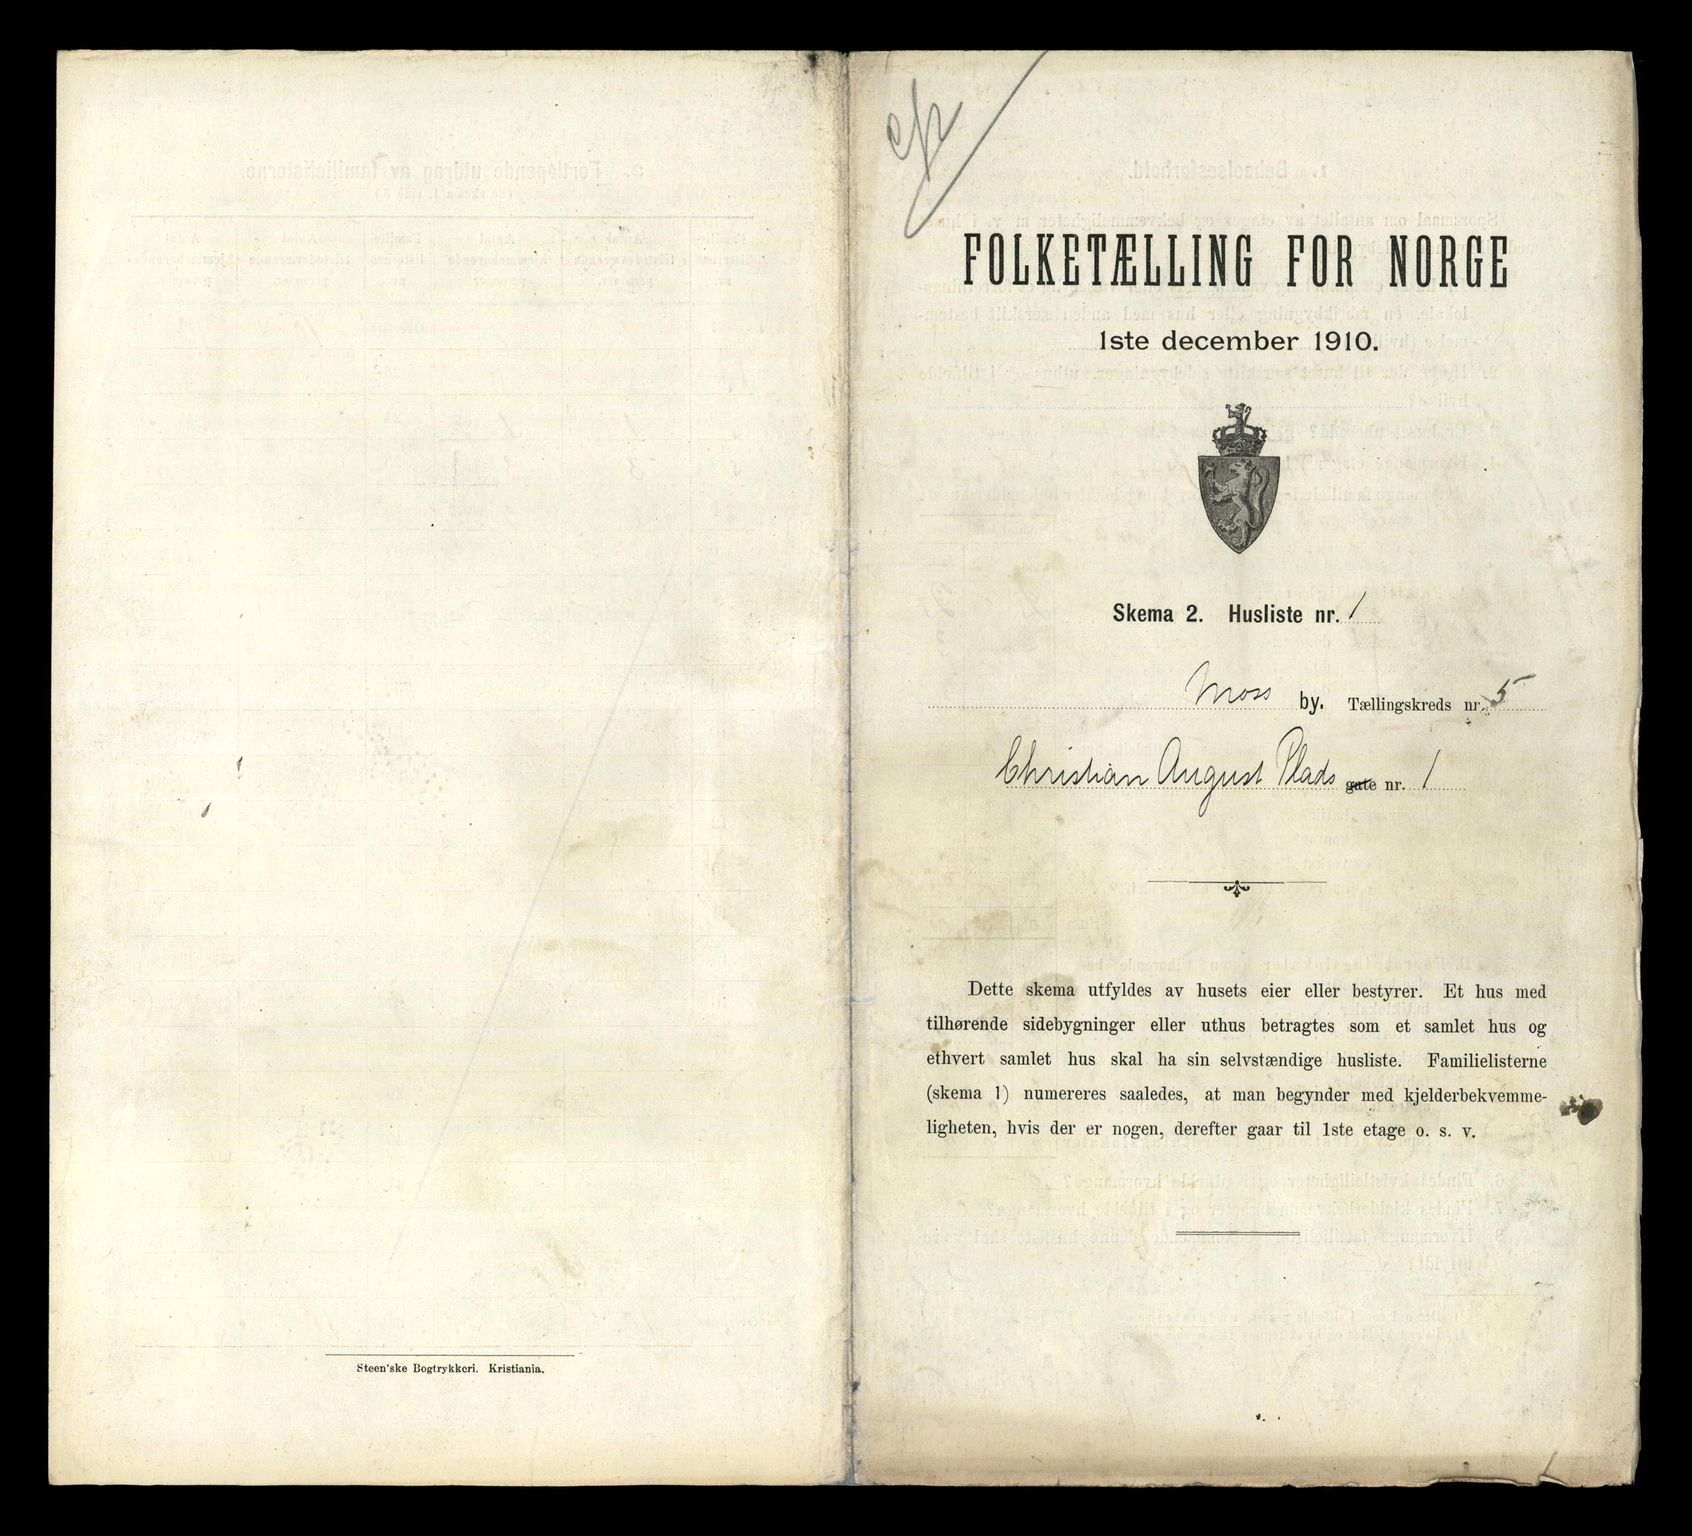 Steen'ske Bogtrykkeri. Kristiania.
FOLKETÆLLING FOR NORGE
1ste december 1910.
Skema 2. Husliste nr. 1
Moss by. Tællingskreds nr. 5
Christian August Plads gate nr. 1
Dette skema utfyldes av husets eier eller bestyrer. Et hus med
tilhørende sidebygninger eller uthus betragtes som et samlet hus og
ethvert samlet hus skal ha sin selvstændige husliste. Familielisterne
(skema 1) numereres saaledes, at man begynder med kjelderbekvemme-
ligheten, hvis der er nogen, derefter gaar til 1ste etage o. s. v.